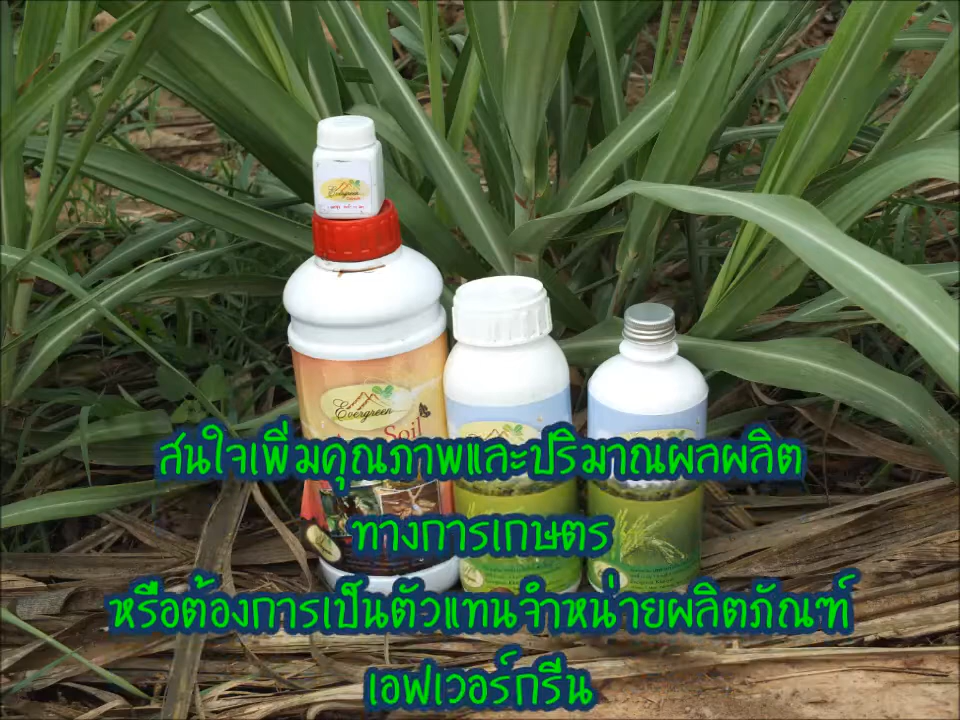 Evergreen
Evergreen
Soil
สนใจเพิ่มคุณภาพและปริมาณผลผลิต
ทางการเกษตร
หรือต้องการเป็นตัวแทนจำหน่ายผลิตภัณฑ์
เอฟเวอร์กรีน